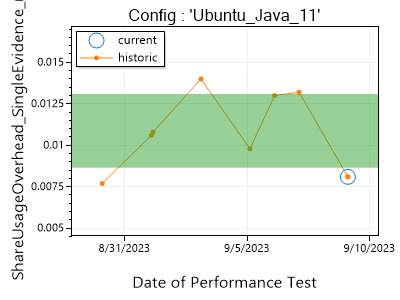 Config : 'Ubuntu_Java_11'
current
historic
0.015
0.0125
0.01
0.0075
0.005
8/31/2023
9/5/2023
9/10/2023
Date of Performance Test